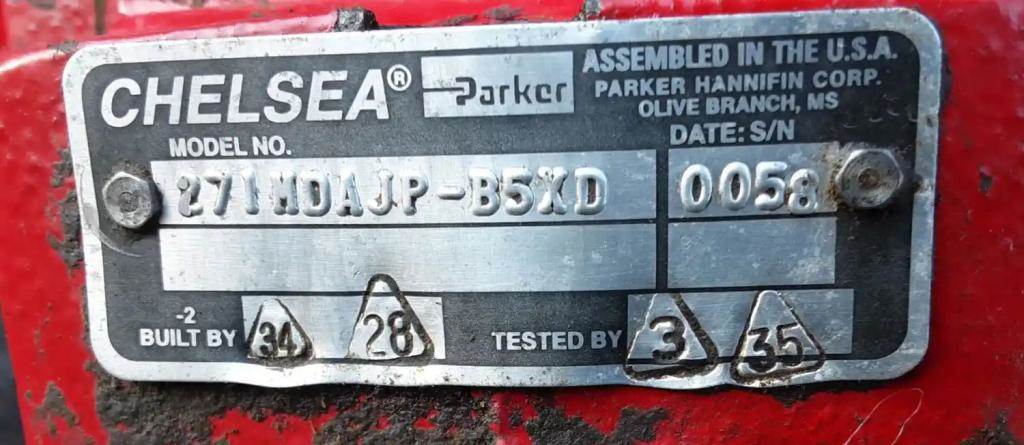 CHELSEA® Parker
ASSEMBLED IN THE U.S.A.
PARKER HANNIFIN CORP.
OLIVE BRANCH, MS
MODEL NO.
DATE: S/N
271MDAJP-B5XD
0058
-2
BUILT BY 34 28
TESTED BY 3 35